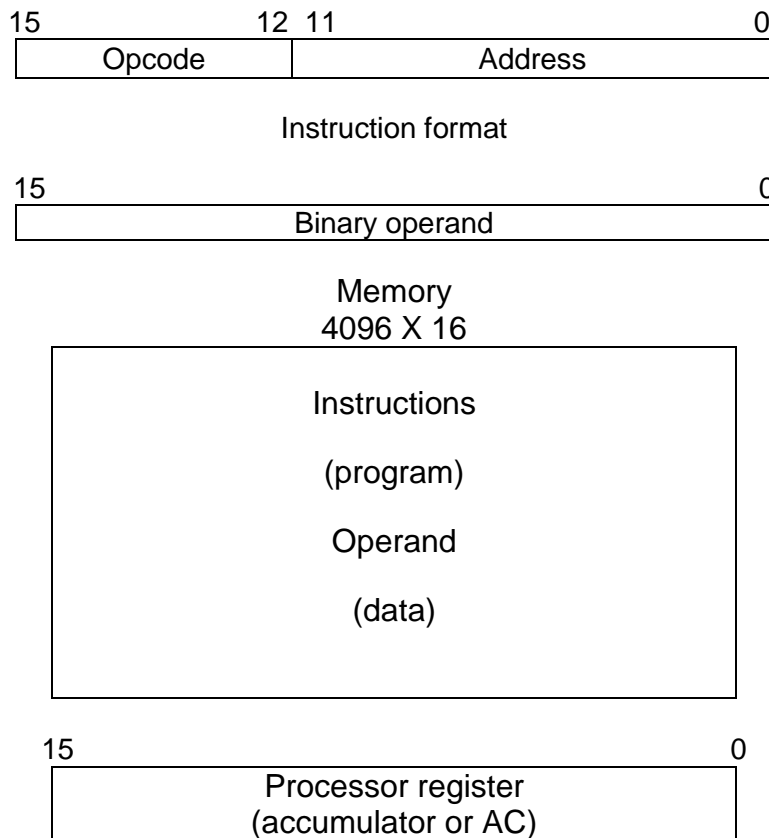 15 12 11 0
Opcode Address
Instruction format
15 0
Binary operand
Memory
4096 X 16
Instructions
(program)
Operand
(data)
15 0
Processor register
(accumulator or AC)